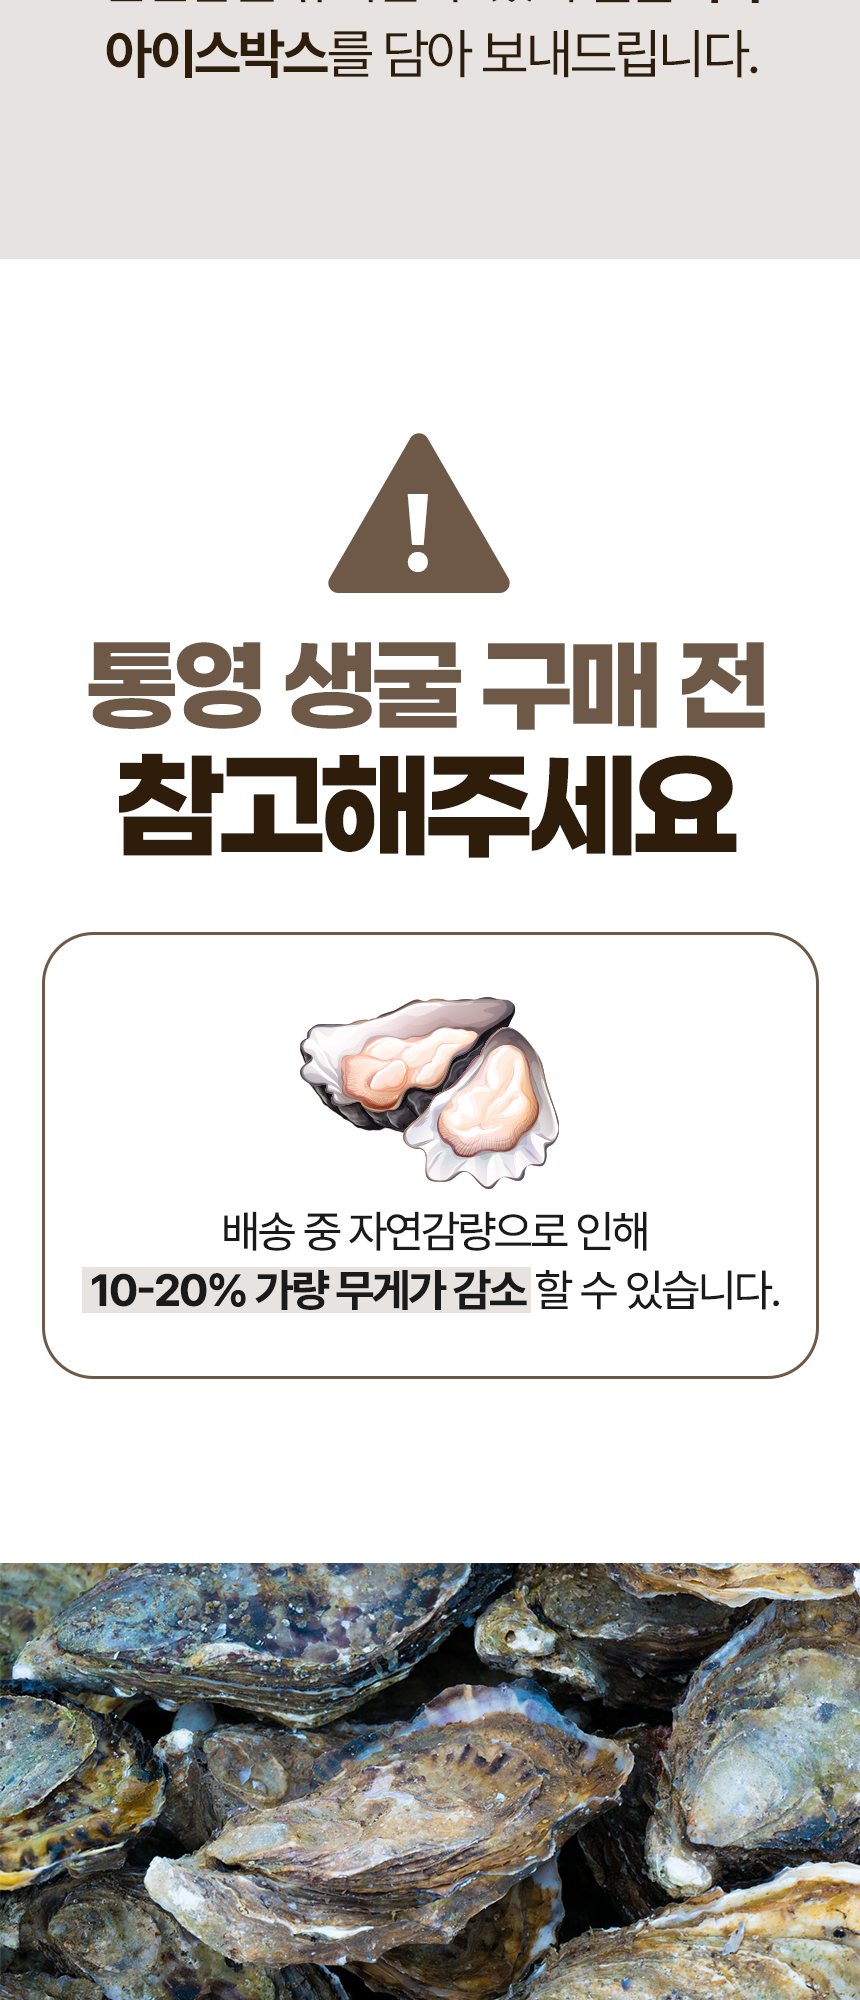 아이스박스를 담아 보내드립니다.
통영 생굴 구매 전
참고해주세요
배송 중 자연감량으로 인해
10-20% 가량 무게가 감소 할 수 있습니다.